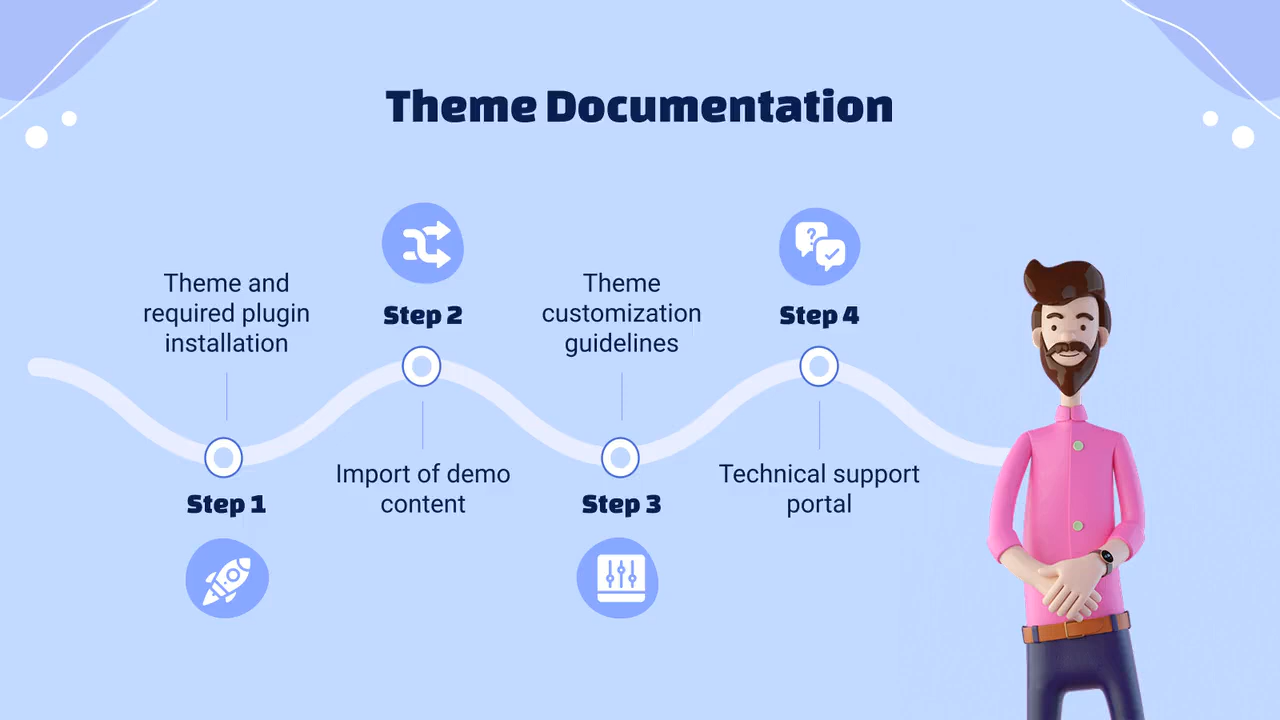 Theme Documentation
Theme and
required plugin
installation
Step 1
Step 2
Import of demo
content
Theme
customization
guidelines
Step 3
Step 4
Technical support
portal